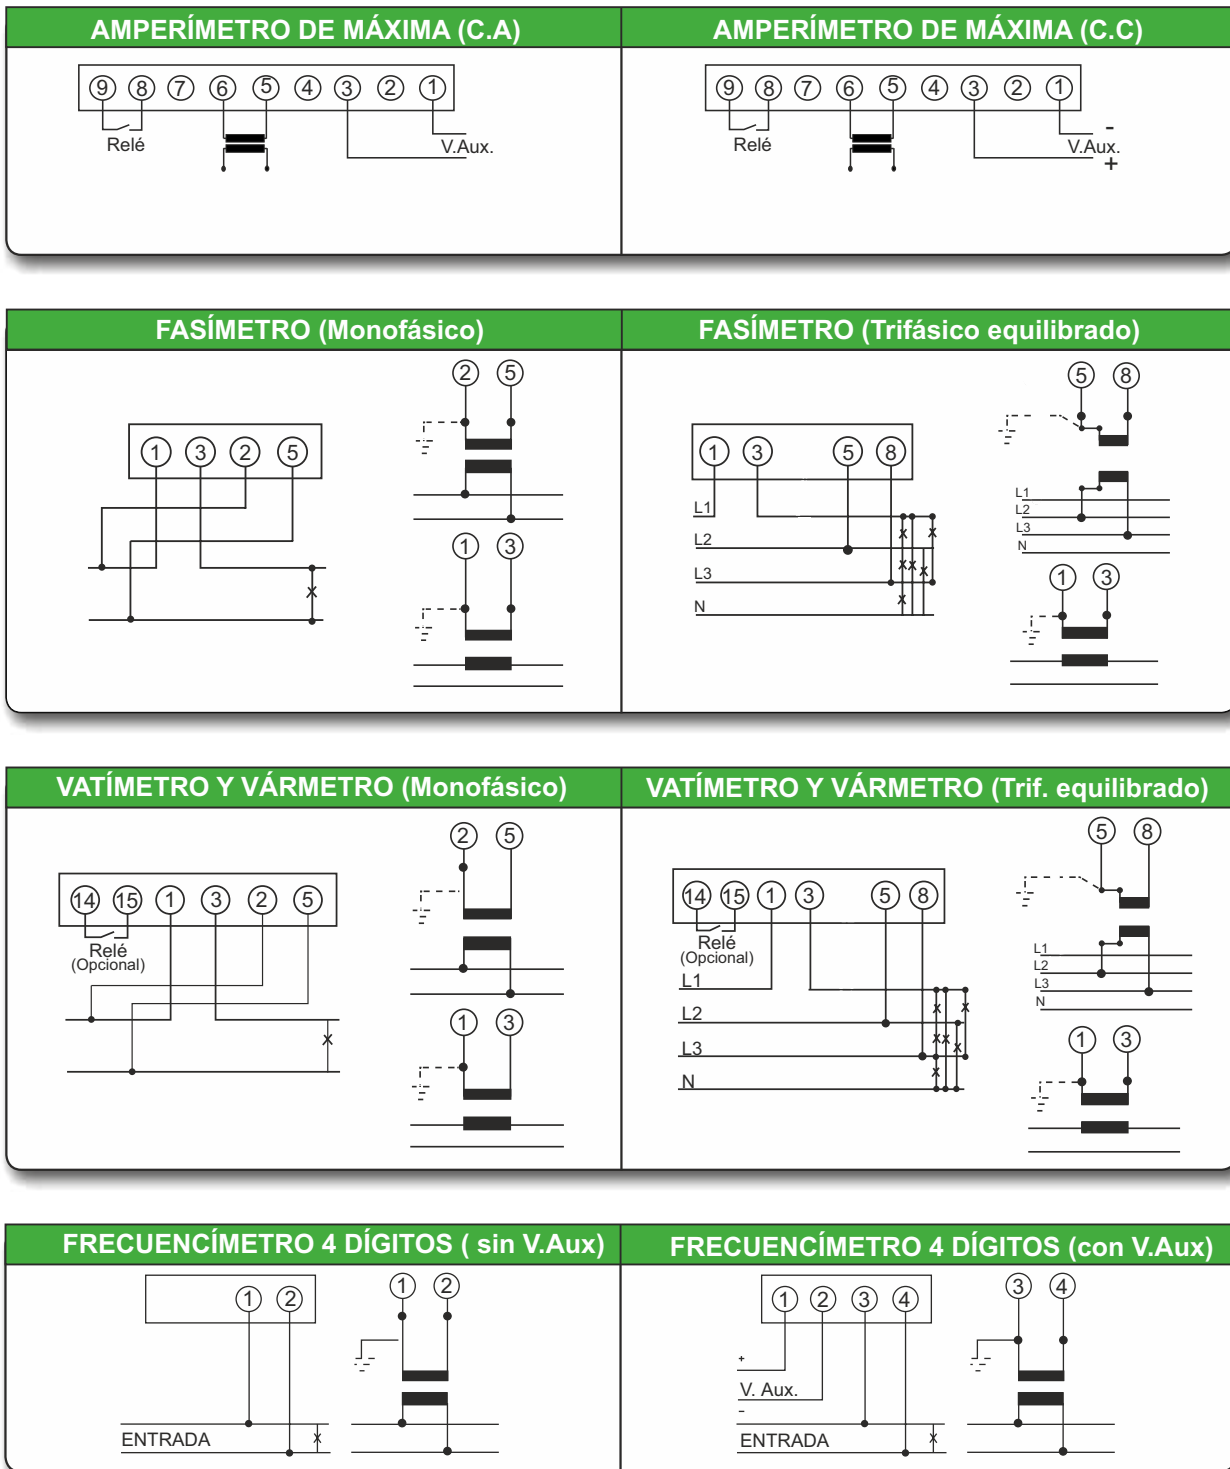 AMPERÍMETRO DE MÁXIMA (C.A)
AMPERÍMETRO DE MÁXIMA (C.C)
9 8 7 6 5 4 3 2 1
Relé
V.Aux.
9 8 7 6 5 4 3 2 1
Relé
-
V.Aux.
+
FASÍMETRO (Monofásico)
FASÍMETRO (Trifásico equilibrado)
1 3 2 5
2 5
1 3
1 3 5 8
L1
L2
L3
N
5 8
L1
L2
L3
N
1 3
VATÍMETRO Y VÁRMETRO (Monofásico)
VATÍMETRO Y VÁRMETRO (Trif. equilibrado)
14 15 1 3 2 5
Relé
(Opcional)
2 5
1 3
14 15 1 3 5 8
Relé
(Opcional)
L1
L2
L3
N
5 8
L1
L2
L3
N
1 3
FRECUENCÍMETRO 4 DÍGITOS ( sin V.Aux)
FRECUENCÍMETRO 4 DÍGITOS (con V.Aux)
1 2
ENTRADA
1 2
1 2 3 4
+
V. Aux.
-
ENTRADA
3 4